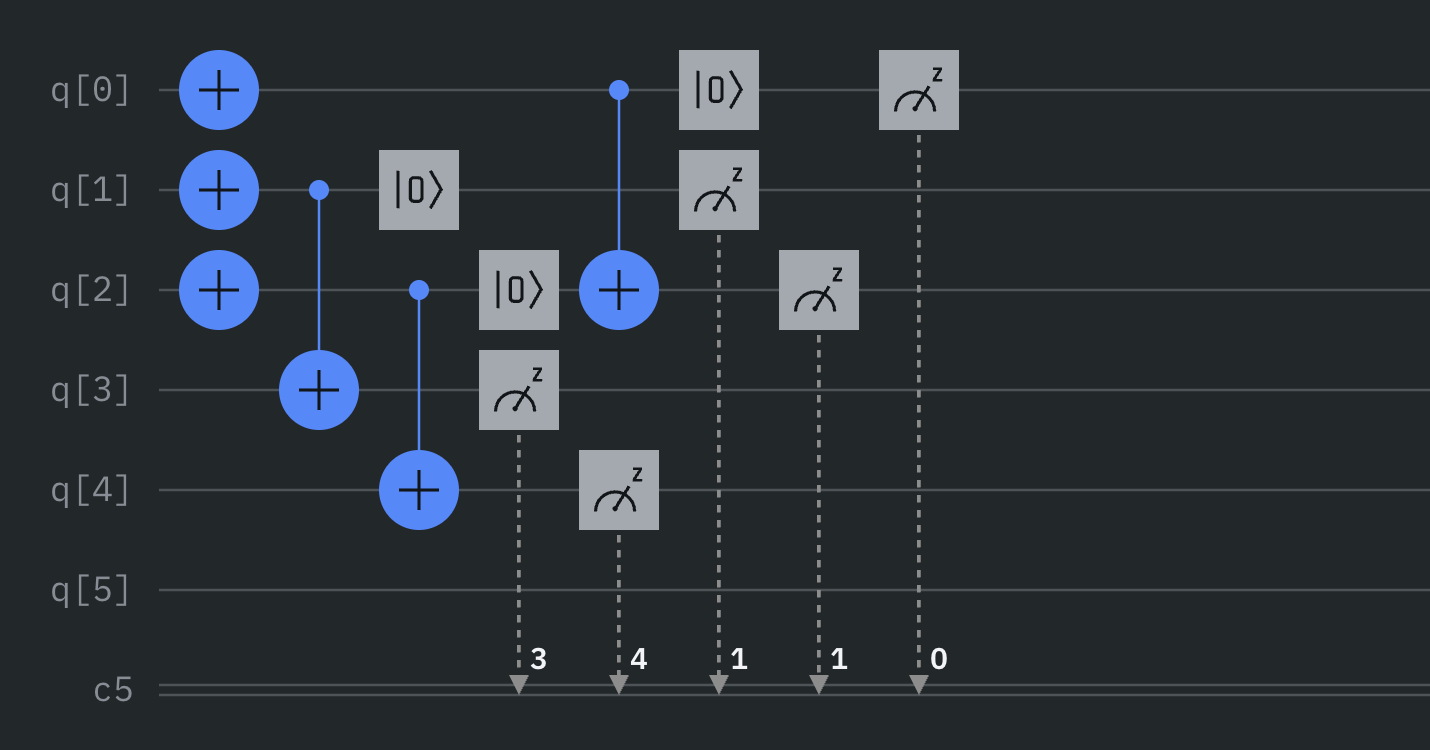 q[0] |0⟩ z
q[1] |0⟩ z
q[2] |0⟩ z
q[3] z
q[4] z
q[5]
c5 3 4 1 1 0